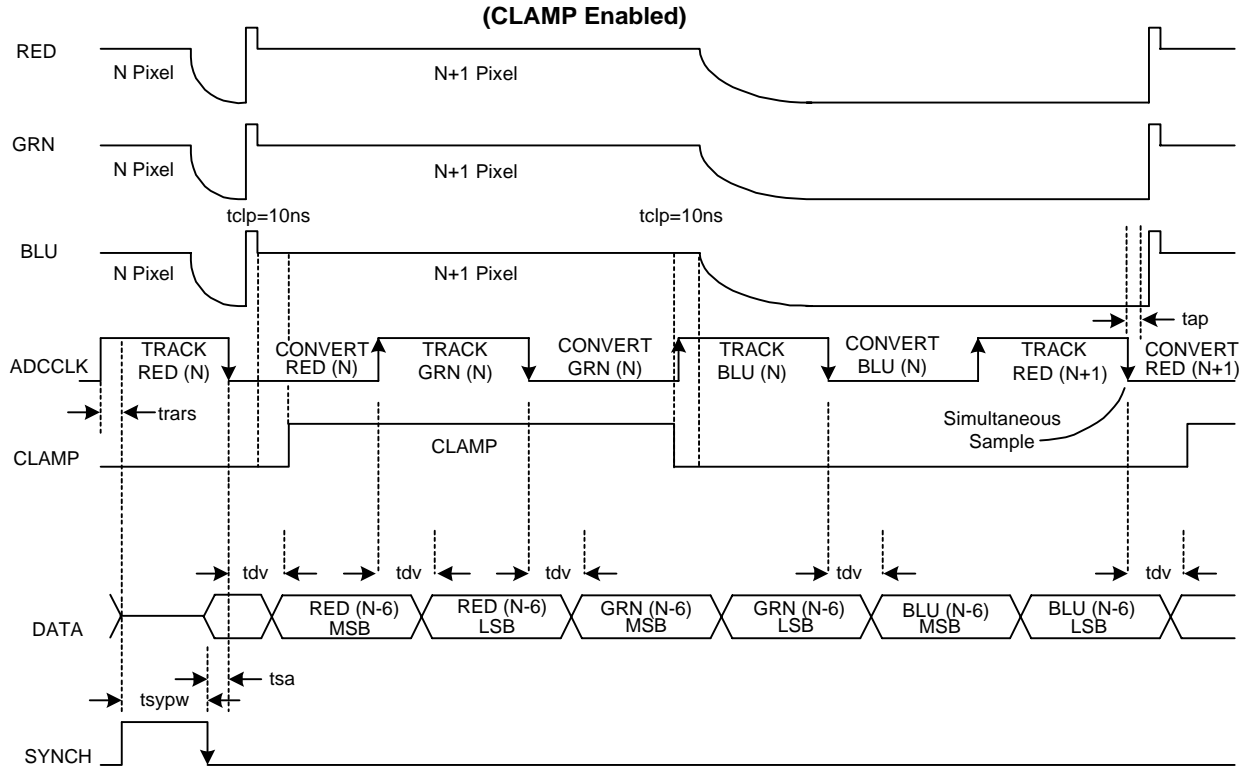 (CLAMP Enabled)
RED
N Pixel
N+1 Pixel
GRN
N Pixel
N+1 Pixel
tclp=10ns
tclp=10ns
BLU
N Pixel
N+1 Pixel
tap
ADCCLK
TRACK
RED (N)
CONVERT
RED (N)
TRACK
GRN (N)
CONVERT
GRN (N)
TRACK
BLU (N)
CONVERT
BLU (N)
TRACK
RED (N+1)
CONVERT
RED (N+1)
trars
Simultaneous
Sample
CLAMP
CLAMP
tdv
tdv
tdv
tdv
tdv
DATA
RED (N-6)
MSB
RED (N-6)
LSB
GRN (N-6)
MSB
GRN (N-6)
LSB
BLU (N-6)
MSB
BLU (N-6)
LSB
tsa
tsypw
SYNCH